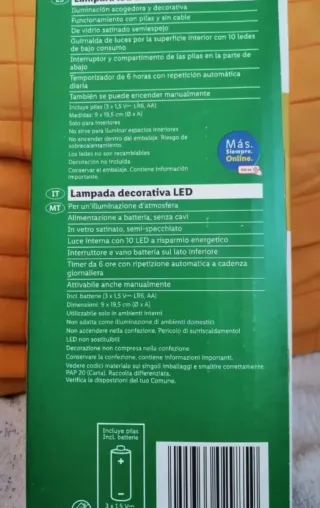 Iluminación acogedora y decorativa
Funcionamiento con pilas y sin cable
De vidrio satinado semiespejo
Guirnalda de luces por la superficie interior con 10 ledes
de bajo consumo
Interruptor y compartimento de las pilas en la parte de
abajo
Temporizador de 6 horas con repetición automática
diaria
También se puede encender manualmente
Incluye pilas (3 x 1,5 V⎓ LR6, AA)
Medidas: 9 x 19,5 cm (Ø x A)
Solo para interiores
No sirve para iluminar espacios interiores
No encender dentro del embalaje. Riesgo de
sobrecalentamiento
Los ledes no son recambiables
Decoración no incluida
Conservar el embalaje. Contiene información
importante.
Más.
Siempre.
Online.
IT
Lampada decorativa LED
MT
Per un'illuminazione d'atmosfera
Alimentazione a batteria, senza cavi
In vetro satinato, semi-specchiato
Luce interna con 10 LED a risparmio energetico
Interruttore e vano batteria sul lato inferiore
Timer da 6 ore con ripetizione automatica a cadenza
giornaliera
Attivabile anche manualmente
Incl. batterie (3 x 1,5 V⎓ LR6, AA)
Dimensioni: 9 x 19,5 cm (Ø x A)
Utilizzabile solo in ambienti interni
Non adatta come illuminazione di ambienti domestici
Non accendere nella confezione. Pericolo di surriscaldamento!
LED non sostituibili
Decorazione non compresa nella confezione
Conservare la confezione, contiene informazioni importanti.
Vedere codici materiale sui singoli imballaggi e smaltire correttamente.
PAP 20 (Carta). Raccolta differenziata.
Verifica le disposizioni del tuo Comune.
Incluye pilas
Incl. batterie
+
-
3 x 1,5 V⎓